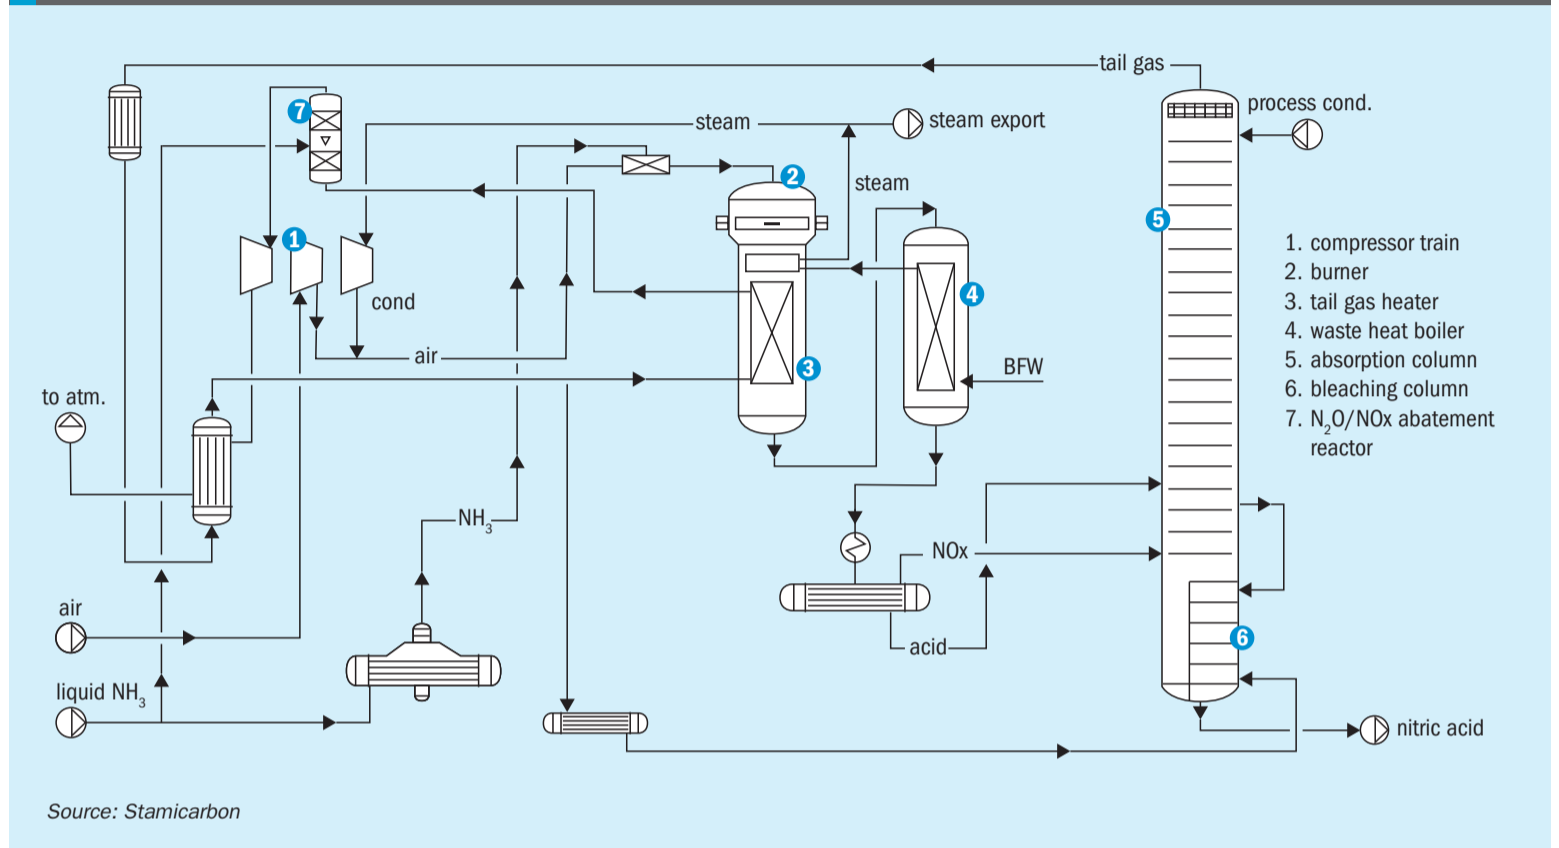 tail gas
process cond.
7
steam
steam export
2
steam
5
1
1. compressor train
2. burner
3. tail gas heater
4. waste heat boiler
5. absorption column
6. bleaching column
7. N₂O/NOx abatement
reactor
4
cond
air
3
BFW
to atm.
NH₃
NOx
air
acid
6
liquid NH₃
nitric acid
Source: Stamicarbon